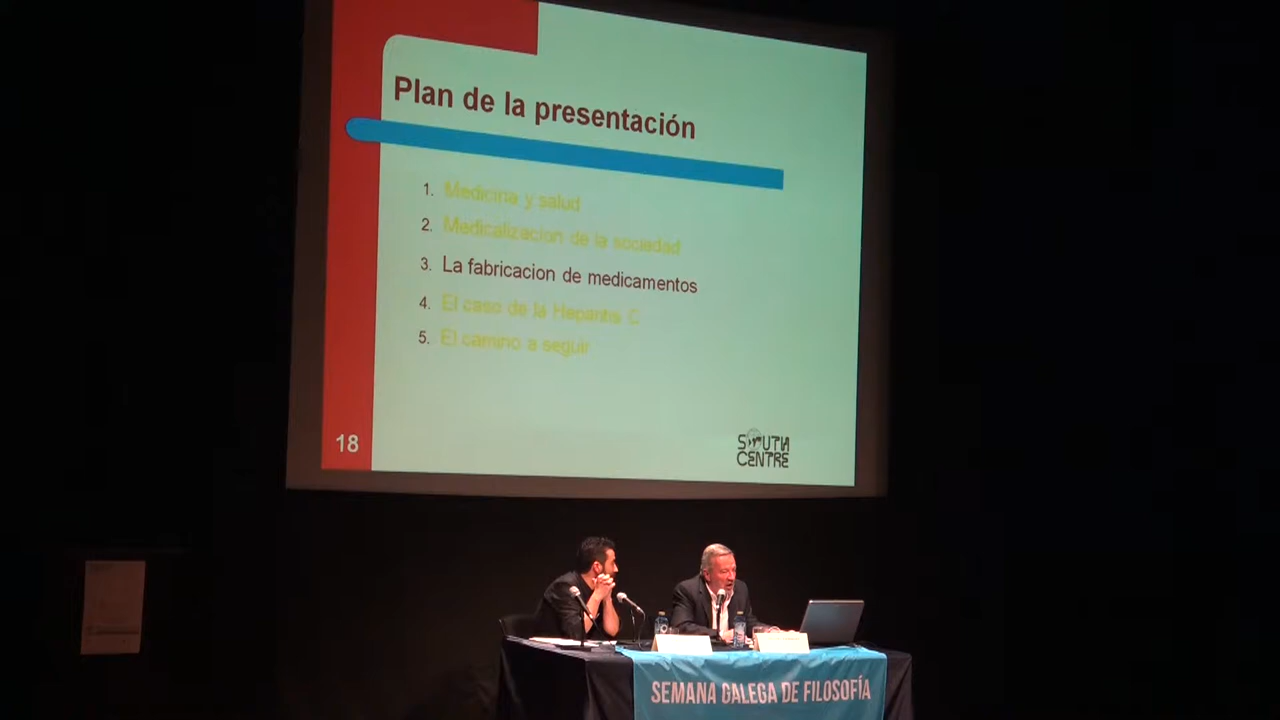 Plan de la presentación
1. Medicina y salud
2. Medicalizacion de la sociedad
3. La fabricacion de medicamentos
4. El caso de la Hepatitis C
5. El camino a seguir
18
SOUTH
CENTRE
SEMANA GALEGA DE FILOSOFÍA